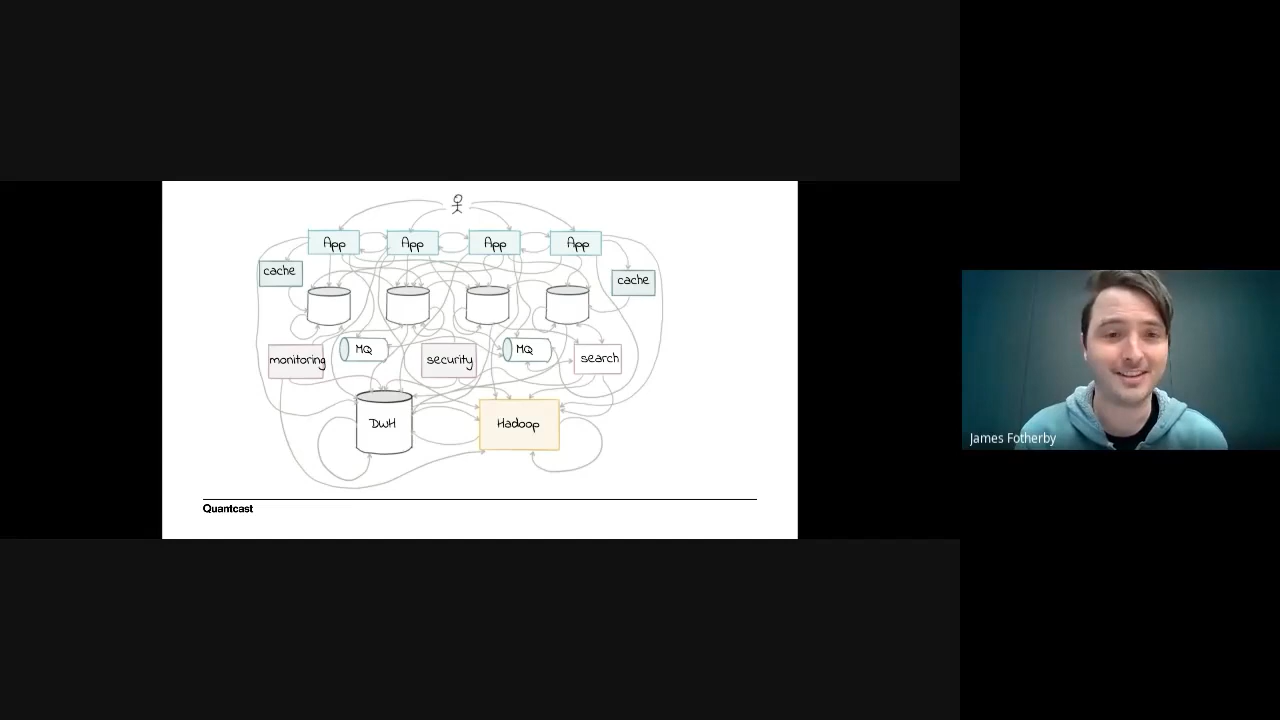 App App App App
cache
cache
monitoring
MQ
security
MQ
search
DWH
Hadoop
Quantcast
James Fotherby